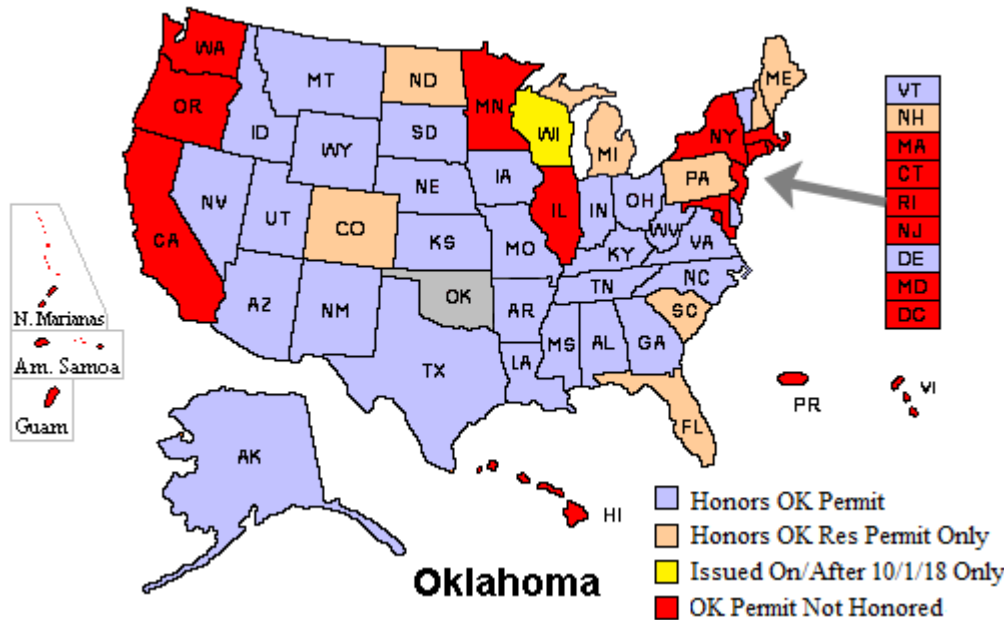 WA
MT
ND
MN
ME
VT
NH
MA
CT
RI
NJ
DE
MD
DC
OR
ID
SD
WI
NY
WY
MI
PA
NV
NE
IA
IL
IN
OH
CA
UT
CO
KS
MO
WV
VA
KY
AZ
NM
OK
AR
TN
NC
SC
TX
LA
MS
AL
GA
FL
N. Marianas
Am. Samoa
Guam
PR
VI
AK
HI
Honors OK Permit
Honors OK Res Permit Only
Issued On/After 10/1/18 Only
OK Permit Not Honored
Oklahoma